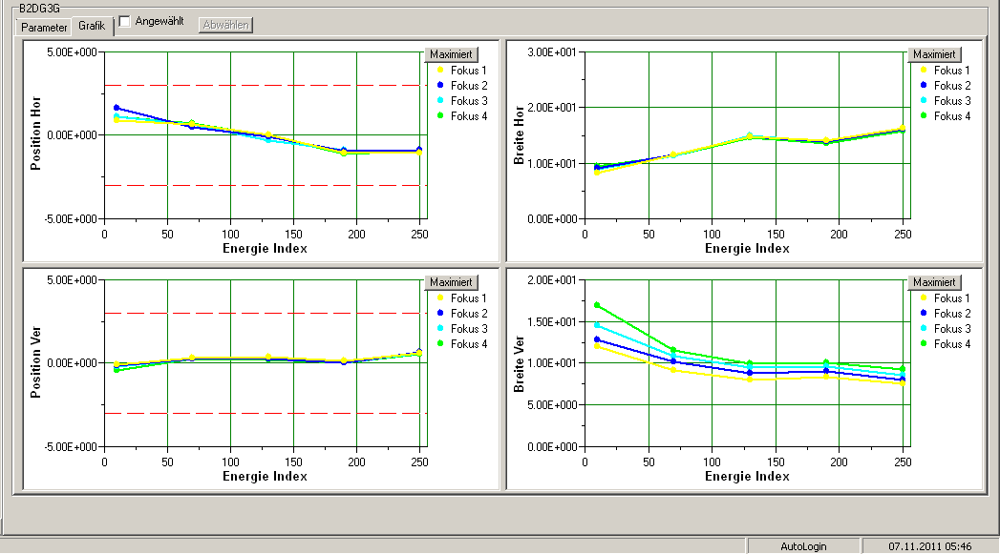 B2DG3G
Parameter Grafik Angewählt Abwählen
Position Hor
5.00E+000
0.00E+000
-5.00E+000
0 50 100 150 200 250
Energie Index
Maximiert
Fokus 1
Fokus 2
Fokus 3
Fokus 4
Breite Hor
3.00E+001
2.00E+001
1.00E+001
0.00E+000
0 50 100 150 200 250
Energie Index
Maximiert
Fokus 1
Fokus 2
Fokus 3
Fokus 4
Position Ver
5.00E+000
0.00E+000
-5.00E+000
0 50 100 150 200 250
Energie Index
Maximiert
Fokus 1
Fokus 2
Fokus 3
Fokus 4
Breite Ver
2.00E+001
1.50E+001
1.00E+001
5.00E+000
0.00E+000
0 50 100 150 200 250
Energie Index
Maximiert
Fokus 1
Fokus 2
Fokus 3
Fokus 4
AutoLogin 07.11.2011 05:46